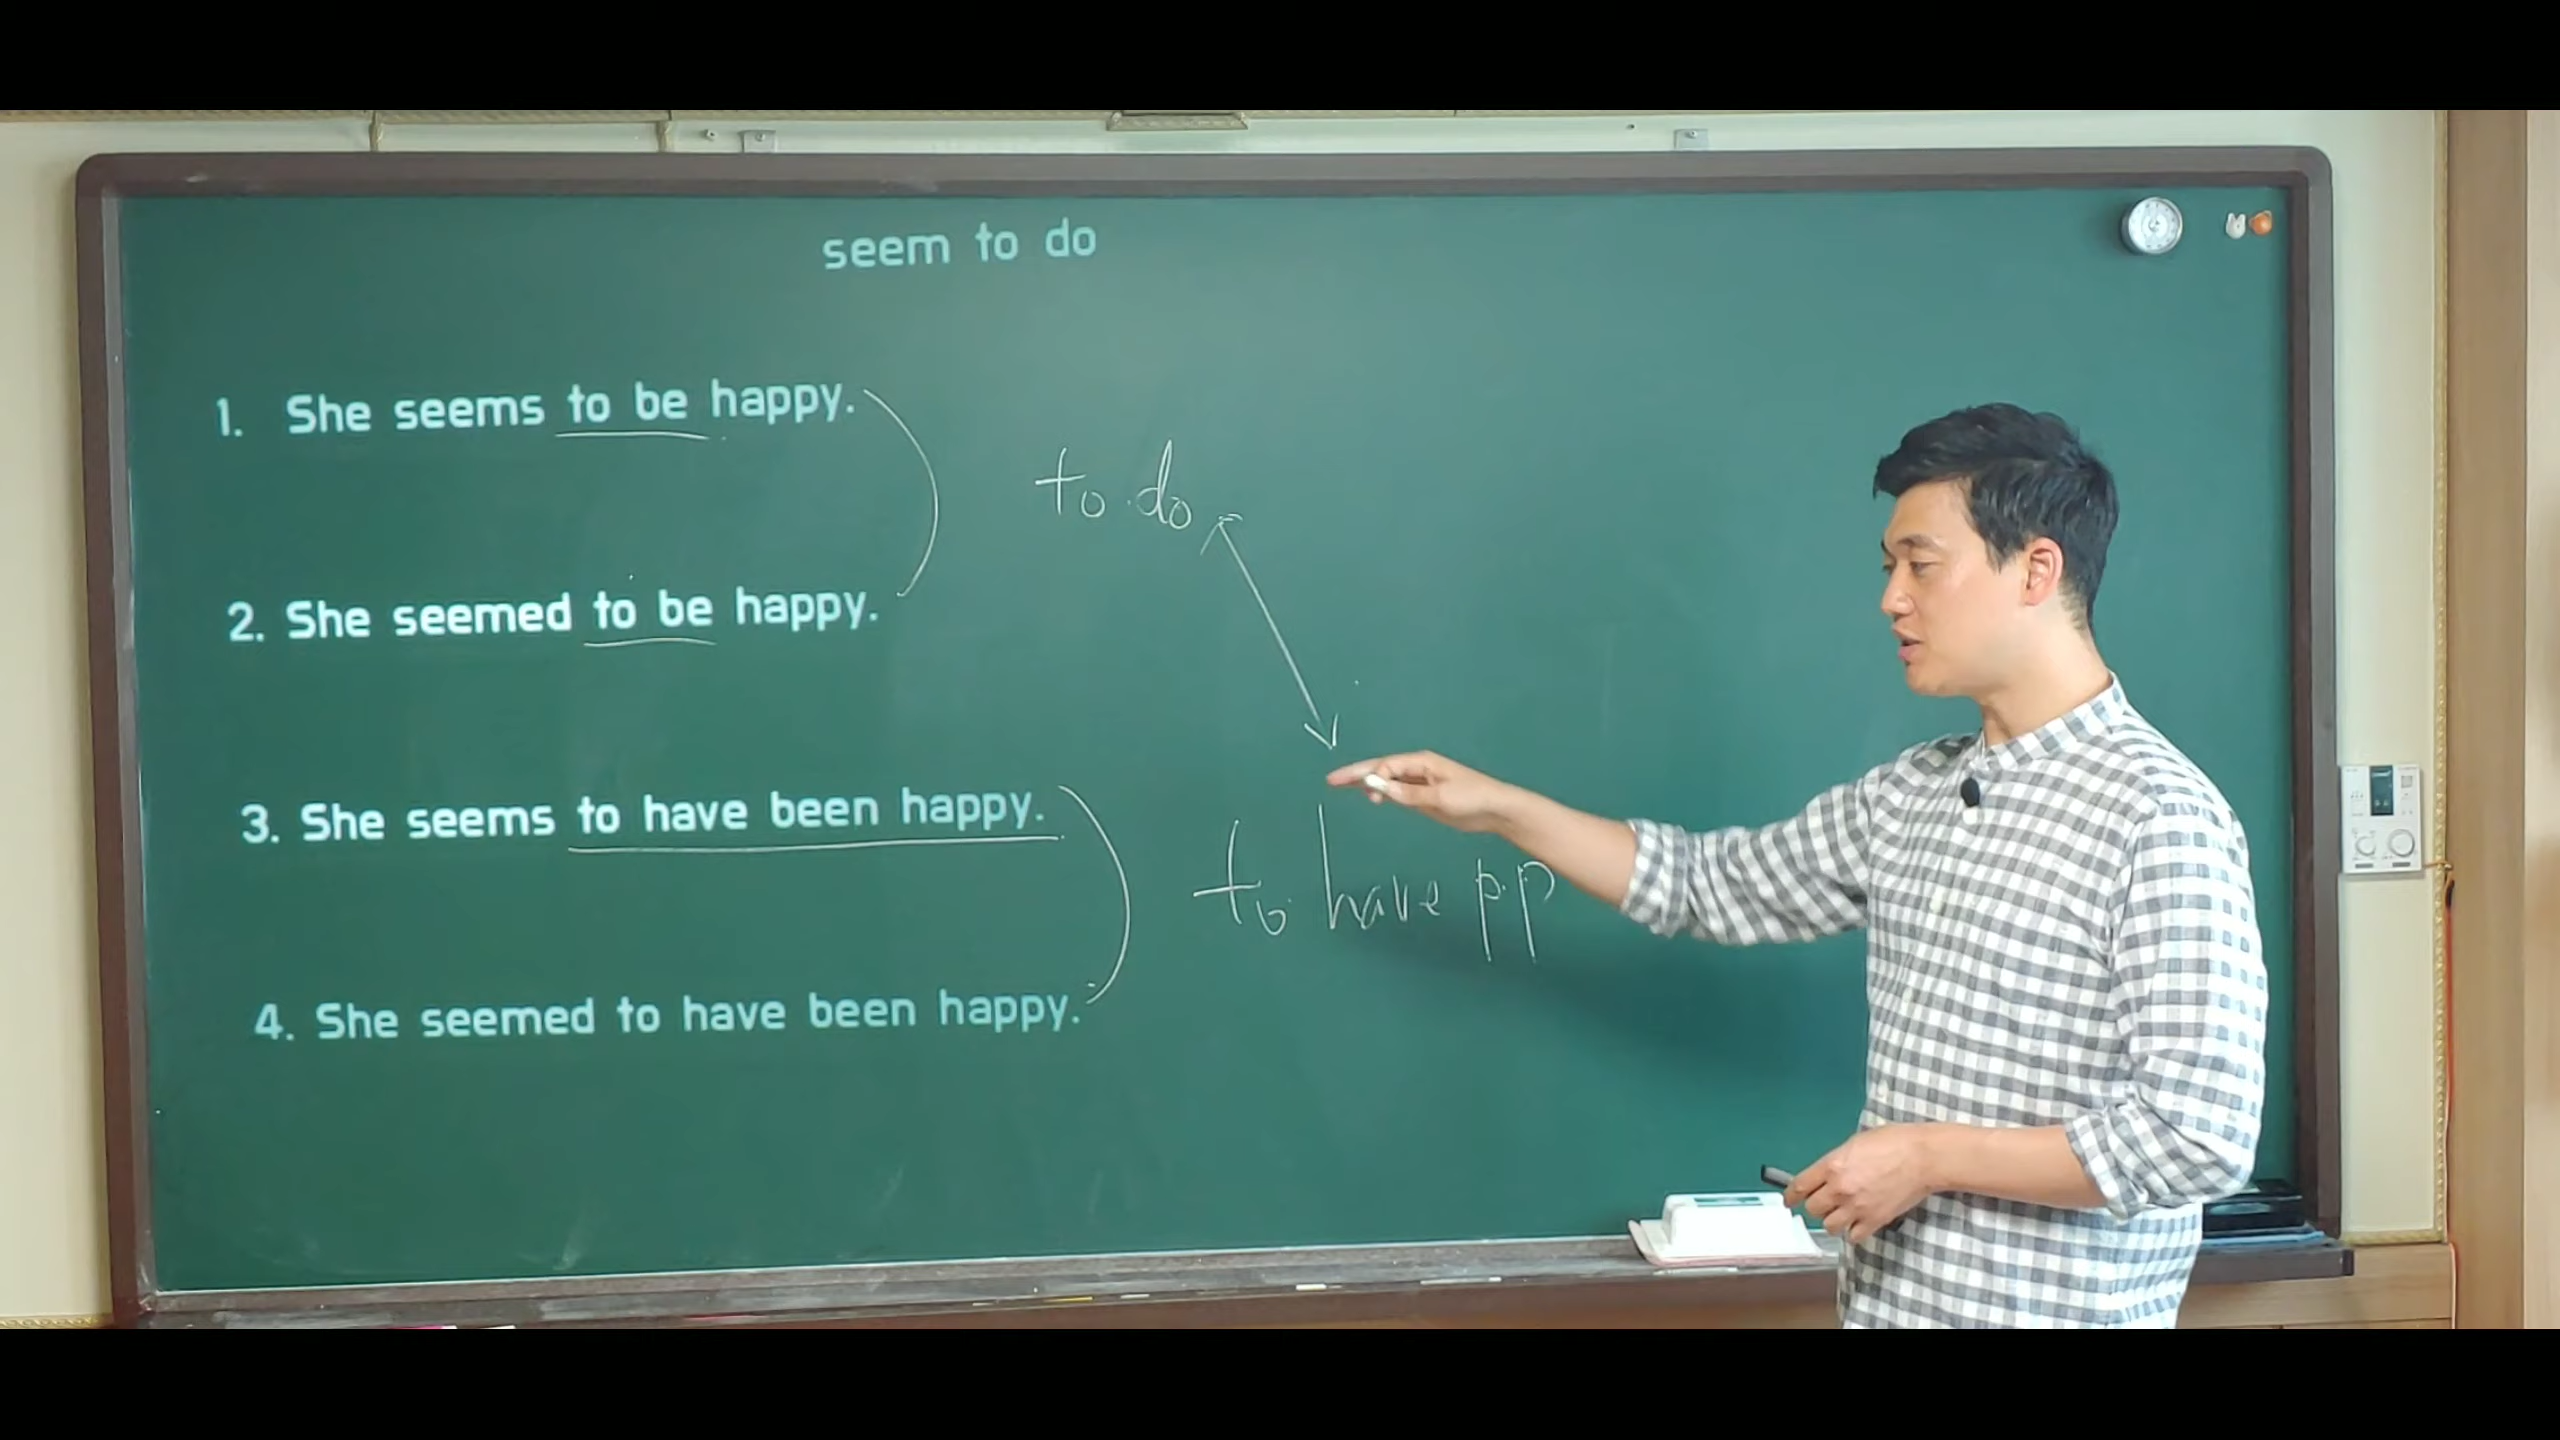 seem to do
1. She seems to be happy.
to do
2. She seemed to be happy.
3. She seems to have been happy.
to have p.p
4. She seemed to have been happy.